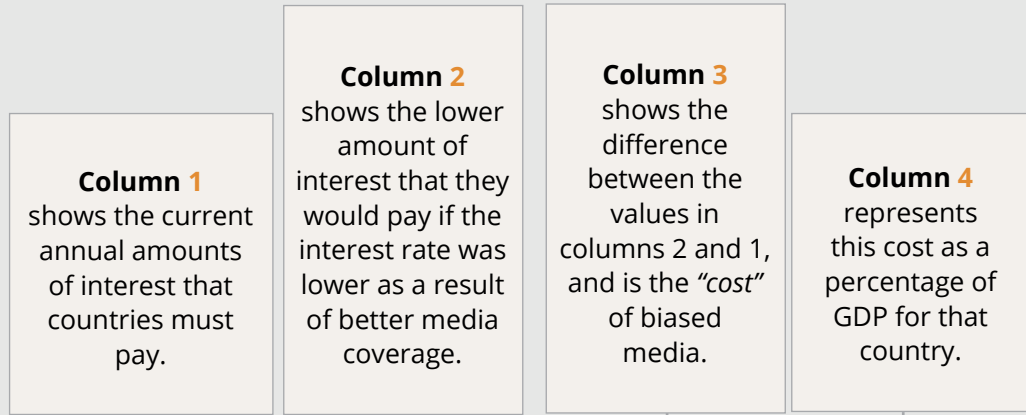 Column 1
shows the current
annual amounts
of interest that
countries must
pay.
Column 2
shows the lower
amount of
interest that they
would pay if the
interest rate was
lower as a result
of better media
coverage.
Column 3
shows the
difference
between the
values in
columns 2 and 1,
and is the “cost”
of biased
media.
Column 4
represents
this cost as a
percentage of
GDP for that
country.